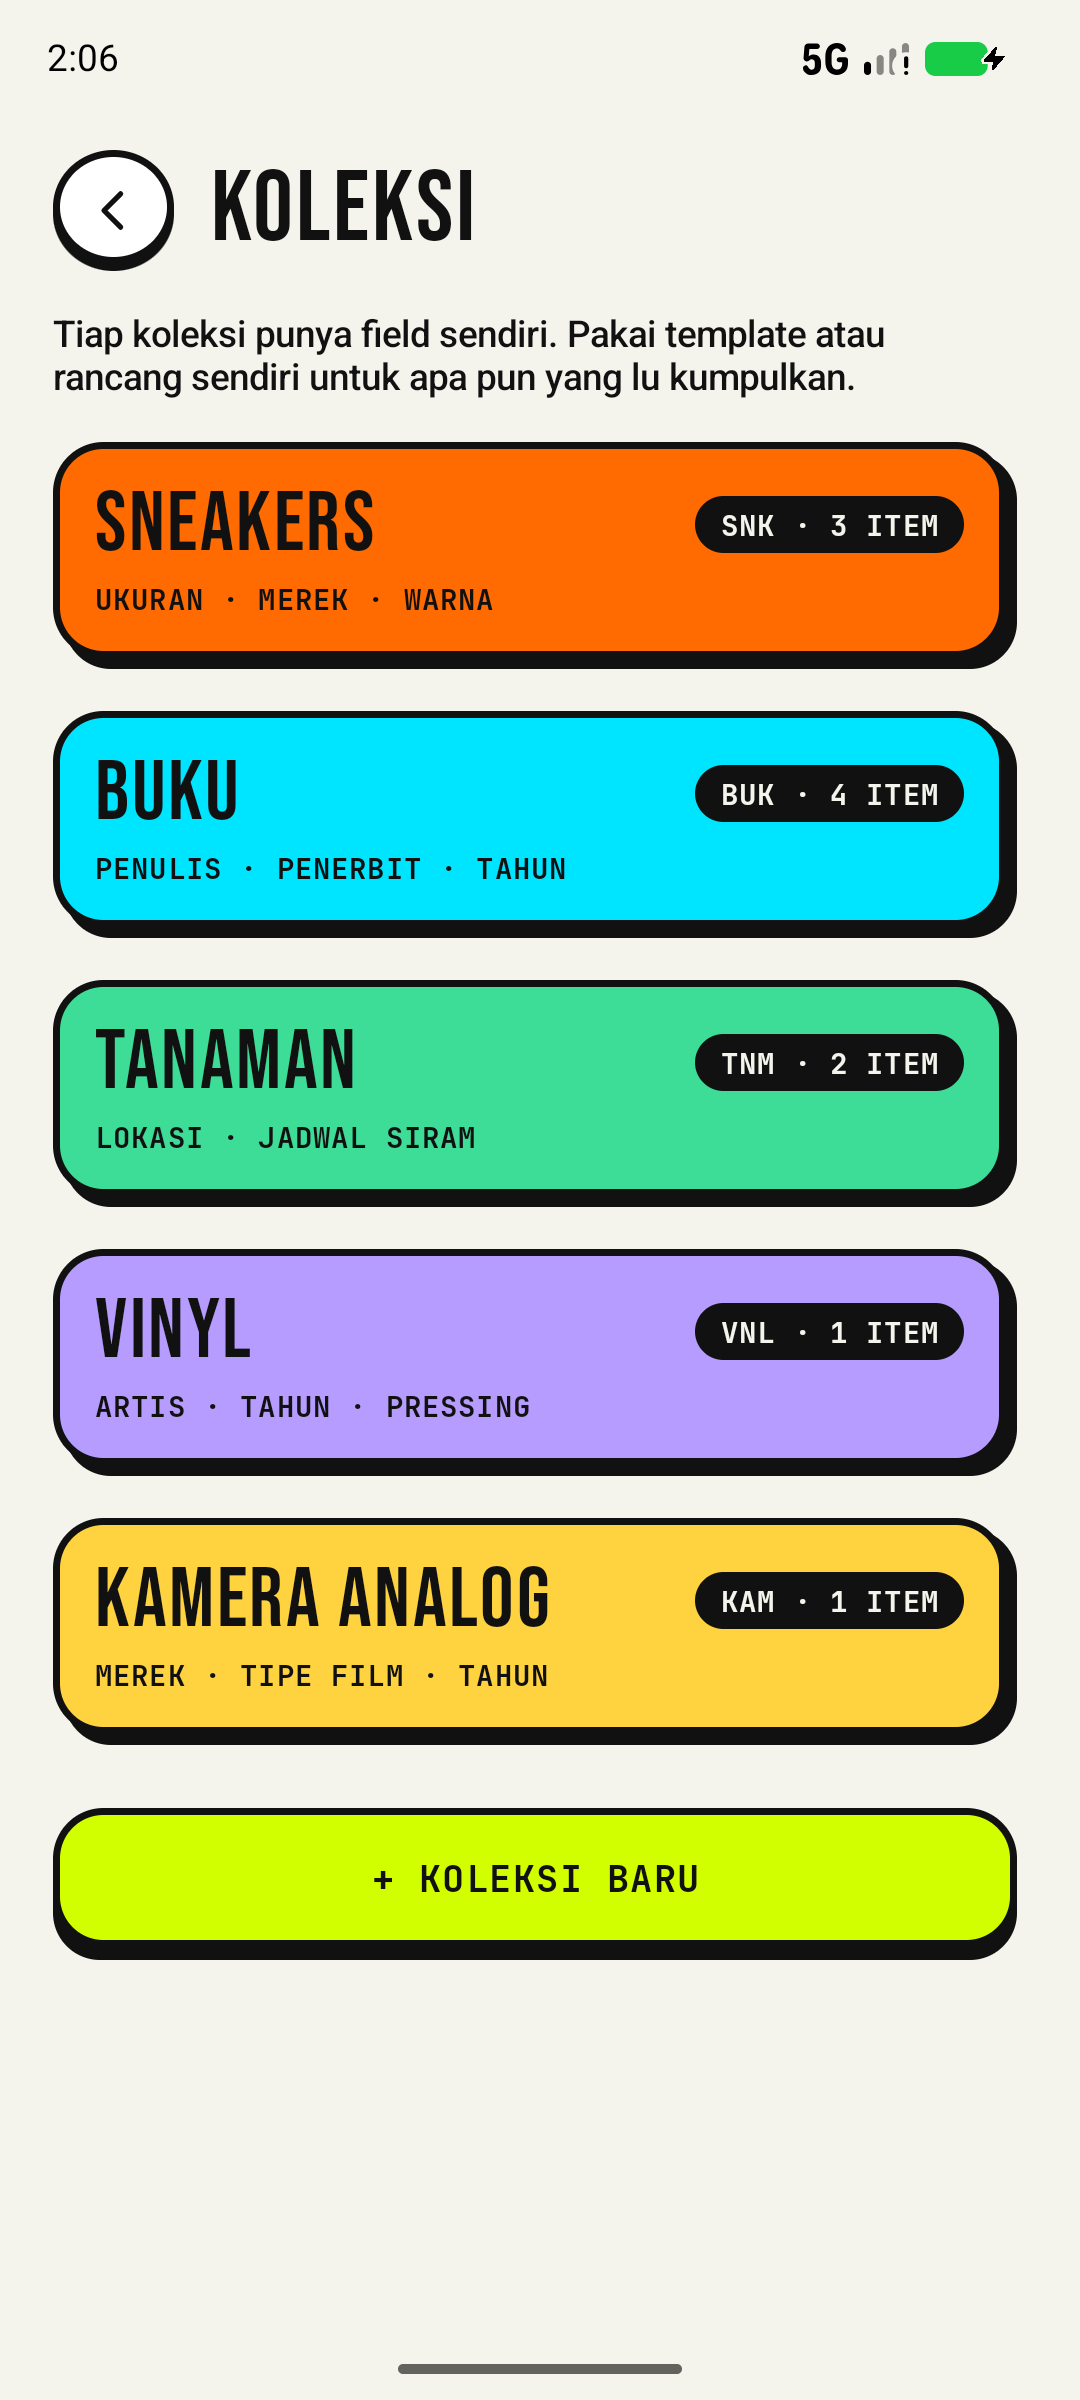 2:06
5G
KOLEKSI
Tiap koleksi punya field sendiri. Pakai template atau
rancang sendiri untuk apa pun yang lu kumpulkan.
SNEAKERS
SNK · 3 ITEM
UKURAN · MEREK · WARNA
BUKU
BUK · 4 ITEM
PENULIS · PENERBIT · TAHUN
TANAMAN
TNM · 2 ITEM
LOKASI · JADWAL SIRAM
VINYL
VNL · 1 ITEM
ARTIS · TAHUN · PRESSING
KAMERA ANALOG
KAM · 1 ITEM
MEREK · TIPE FILM · TAHUN
+ KOLEKSI BARU